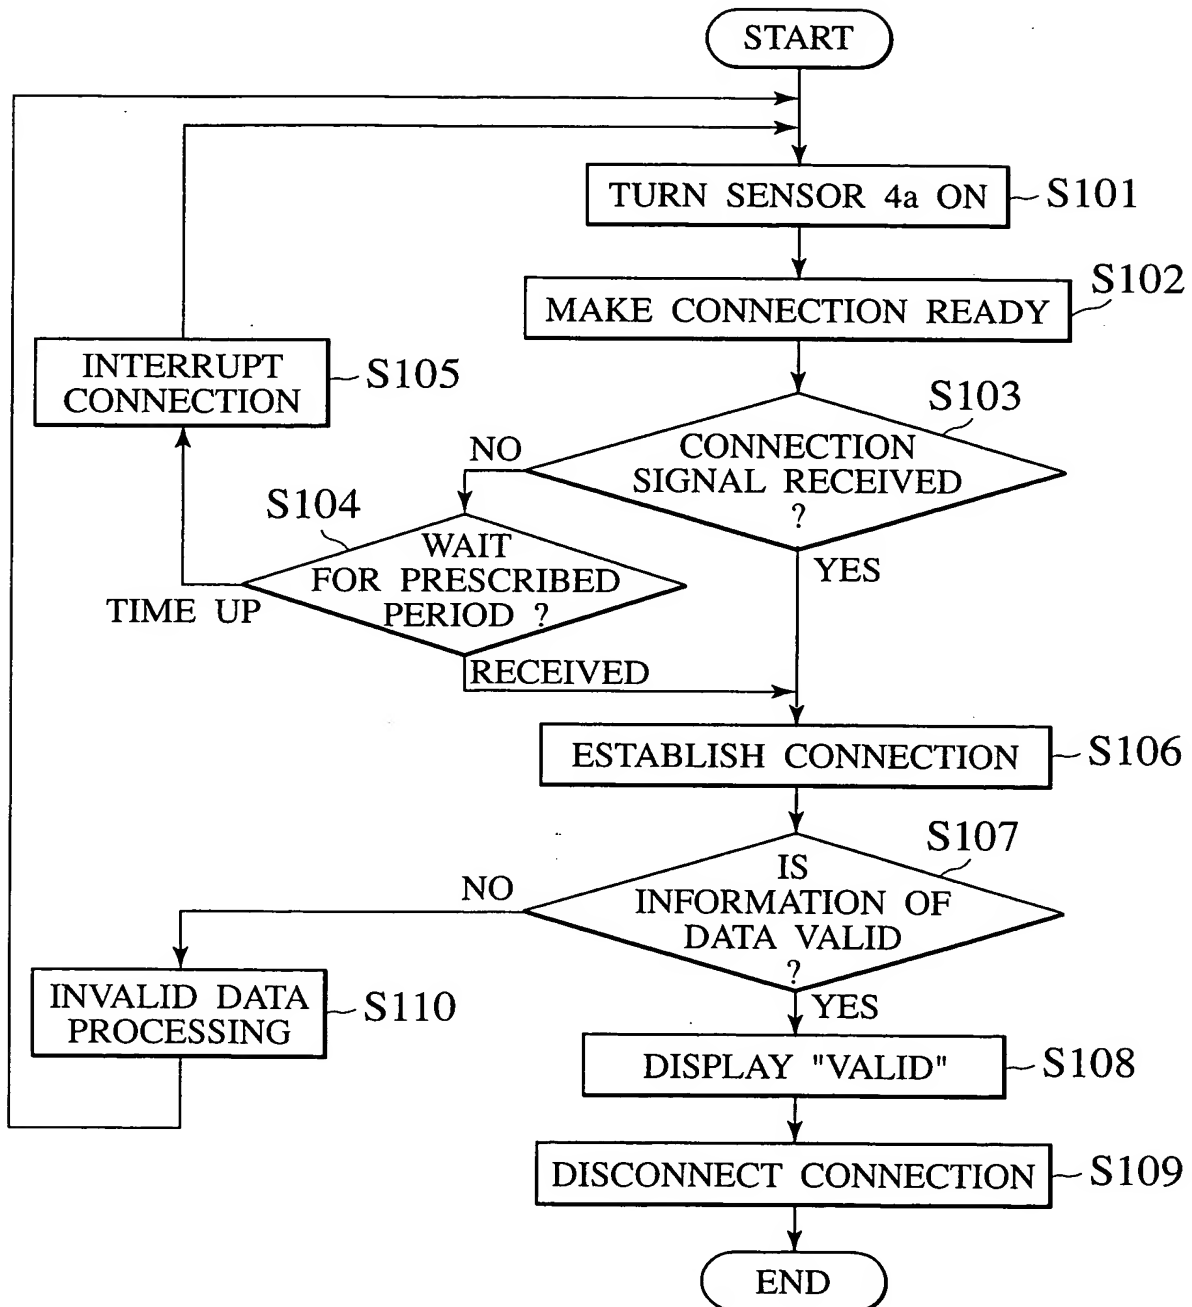 START
TURN SENSOR 4a ON
S101
S102
MAKE CONNECTION READY
INTERRUPT
CONNECTION
S105
S103
CONNECTION
SIGNAL RECEIVED
?
NO
YES
S104
WAIT
FOR PRESCRIBED
PERIOD ?
TIME UP
RECEIVED
ESTABLISH CONNECTION
S106
S107
IS
INFORMATION OF
DATA VALID
?
NO
YES
INVALID DATA
PROCESSING
S110
DISPLAY "VALID"
S108
DISCONNECT CONNECTION
S109
END